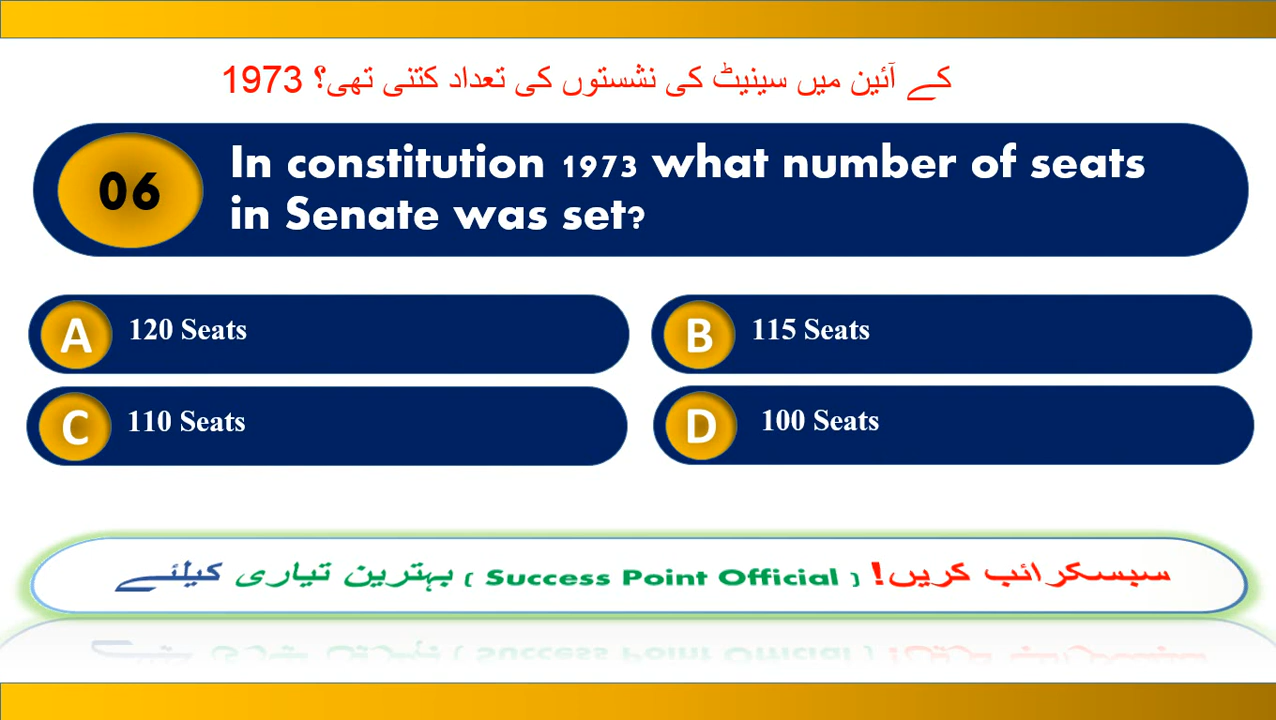 1973 کے آئین میں سینیٹ کی نشستوں کی تعداد کتنی تھی؟
06
In constitution 1973 what number of seats
in Senate was set?
A 120 Seats
B 115 Seats
C 110 Seats
D 100 Seats
سبسکرائب کریں! ( Success Point Official ) بہترین تیاری کیلئے